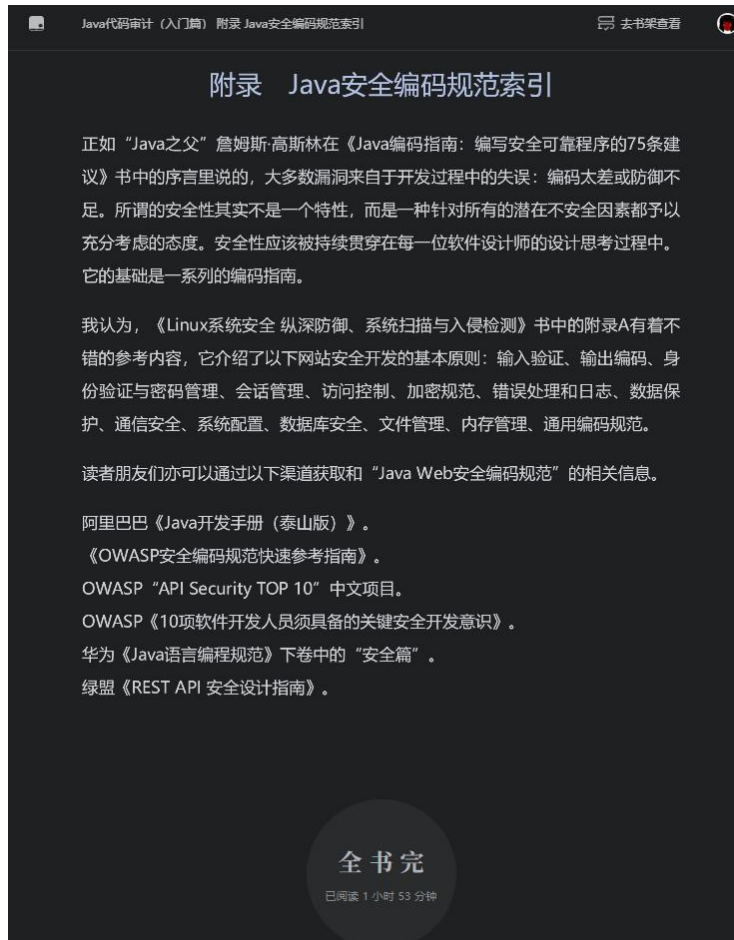 Java代码审计（入门篇） 附录 Java安全编码规范索引
去书架查看
附录　Java安全编码规范索引
正如“Java之父”詹姆斯·高斯林在《Java编码指南：编写安全可靠程序的75条建
议》书中的序言里说的，大多数漏洞来自于开发过程中的失误：编码太差或防御不
足。所谓的安全性其实不是一个特性，而是一种针对所有的潜在不安全因素都予以
充分考虑的态度。安全性应该被持续贯穿在每一位软件设计师的设计思考过程中。
它的基础是一系列的编码指南。
我认为，《Linux系统安全 纵深防御、系统扫描与入侵检测》书中的附录A有着不
错的参考内容，它介绍了以下网站安全开发的基本原则：输入验证、输出编码、身
份验证与密码管理、会话管理、访问控制、加密规范、错误处理和日志、数据保
护、通信安全、系统配置、数据库安全、文件管理、内存管理、通用编码规范。
读者朋友们亦可以通过以下渠道获取和“Java Web安全编码规范”的相关信息。
阿里巴巴《Java开发手册（泰山版）》。
《OWASP安全编码规范快速参考指南》。
OWASP“API Security TOP 10”中文项目。
OWASP《10项软件开发人员须具备的关键安全开发意识》。
华为《Java语言编程规范》下卷中的“安全篇”。
绿盟《REST API 安全设计指南》。
全书完
已阅读 1 小时 53 分钟